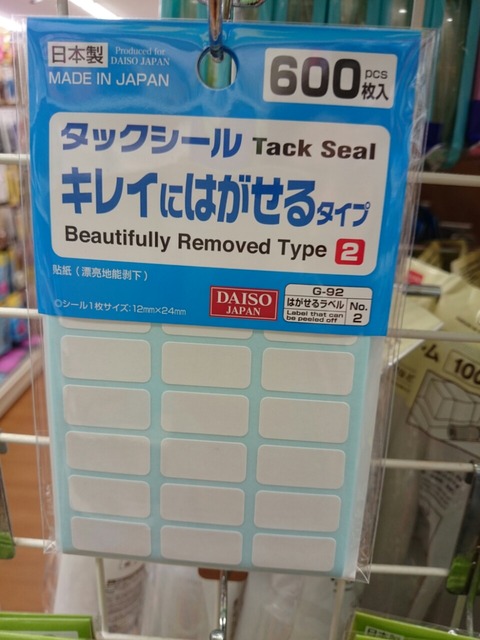 日本製
Produced for
DAISO JAPAN
MADE IN JAPAN
600 pcs
枚入
タックシール Tack Seal
キレイにはがせるタイプ
Beautifully Removed Type 2
貼紙（漂亮地能剥下）
◎シール1枚サイズ:12mm×24mm
DAISO
JAPAN
G-92
はがせるラベル
Label that can
be peeled off
No.
2
ム 100